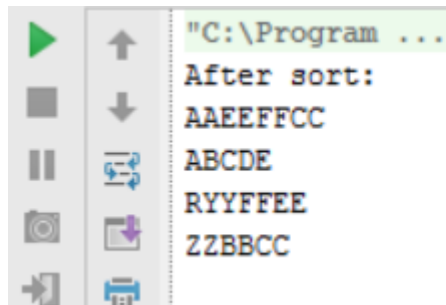 "C:\Program ...
After sort:
AAEEFFCC
ABCDE
RYYFFEE
ZZBBCC